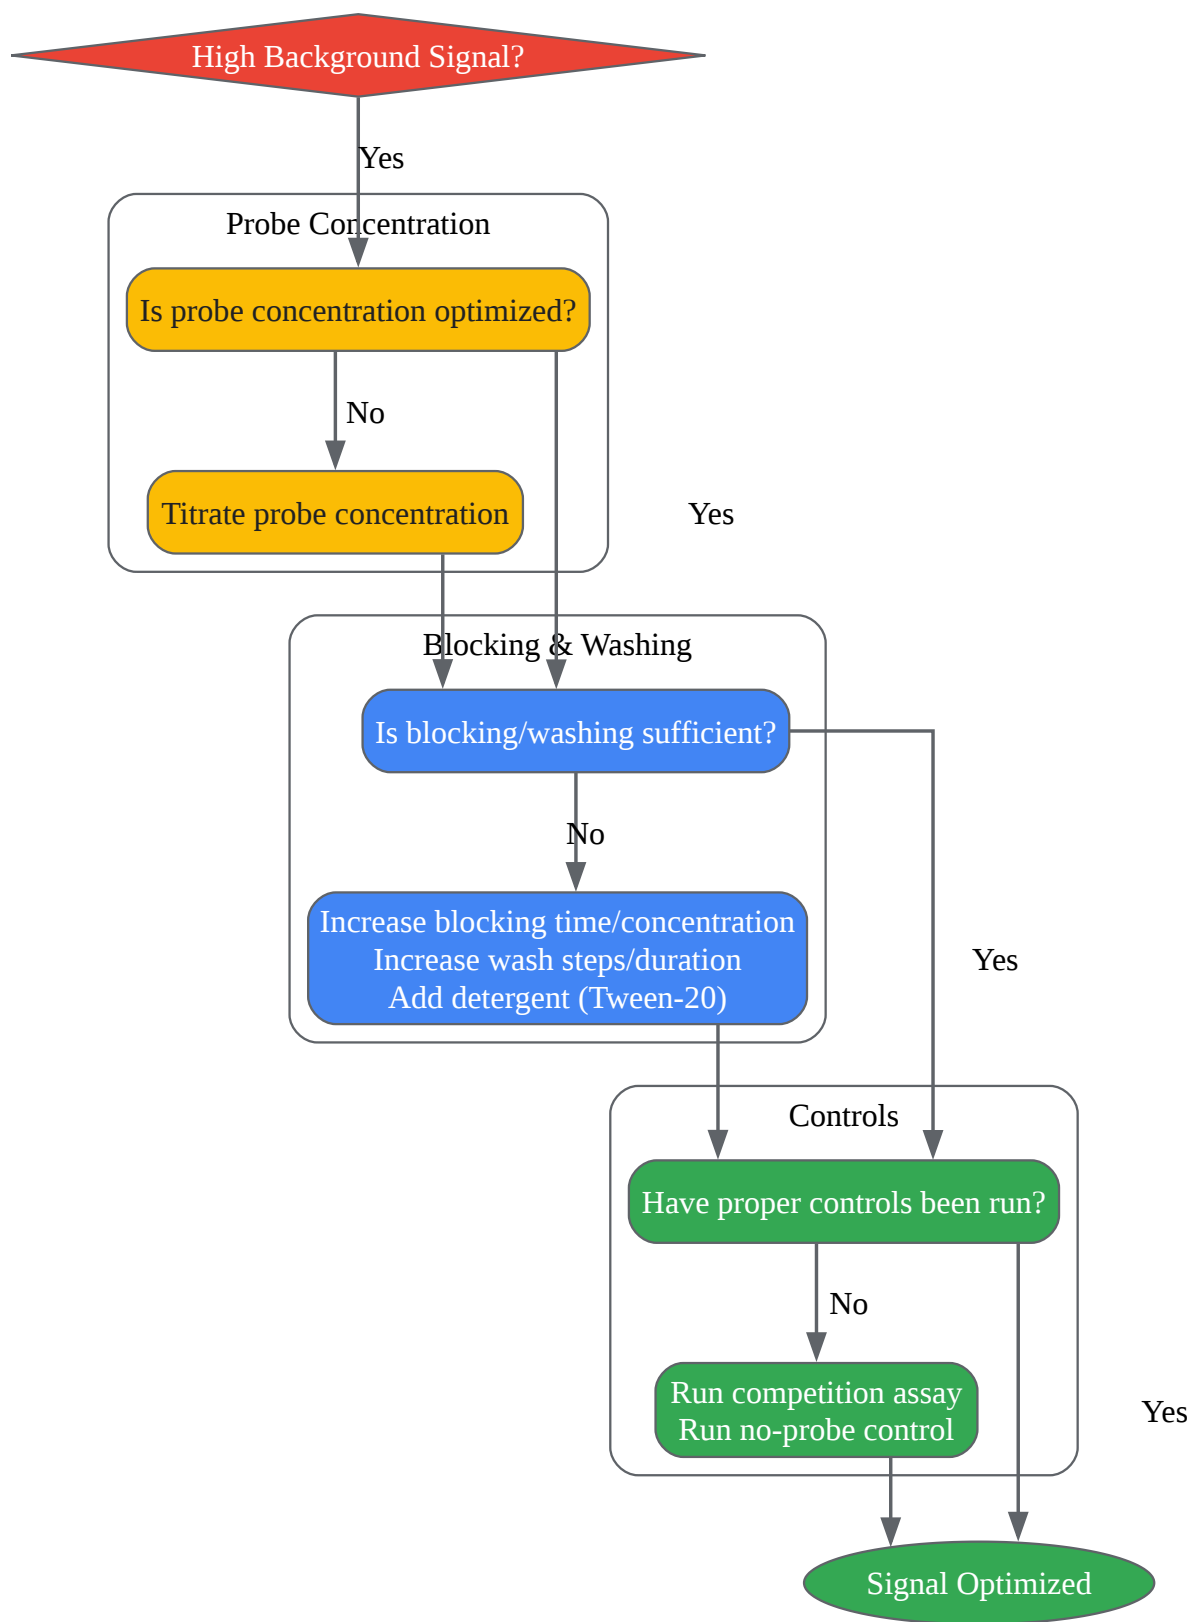 High Background Signal?
Yes
Probe Concentration
Is probe concentration optimized?
No
Titrate probe concentration
Yes
Blocking & Washing
Is blocking/washing sufficient?
No
Increase blocking time/concentration
Increase wash steps/duration
Add detergent (Tween-20)
Yes
Controls
Have proper controls been run?
No
Run competition assay
Run no-probe control
Yes
Signal Optimized